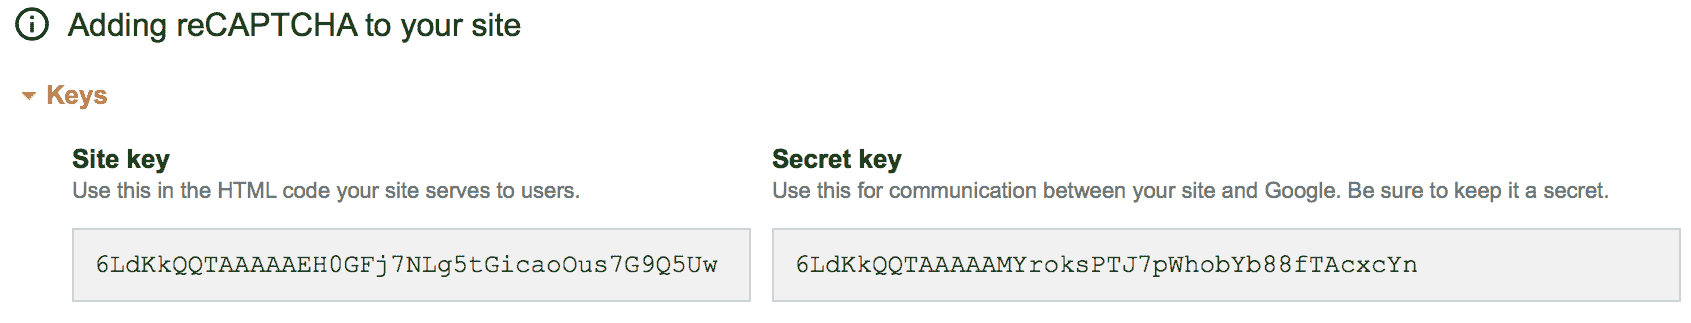 Adding reCAPTCHA to your site
Keys
Site key
Use this in the HTML code your site serves to users.
6LdKkQQTAAAAAEH0GFj7NLg5tGicaoOus7G9Q5Uw
Secret key
Use this for communication between your site and Google. Be sure to keep it a secret.
6LdKkQQTAAAAAMYroksPTJ7pWhobYb88fTAcxcYn